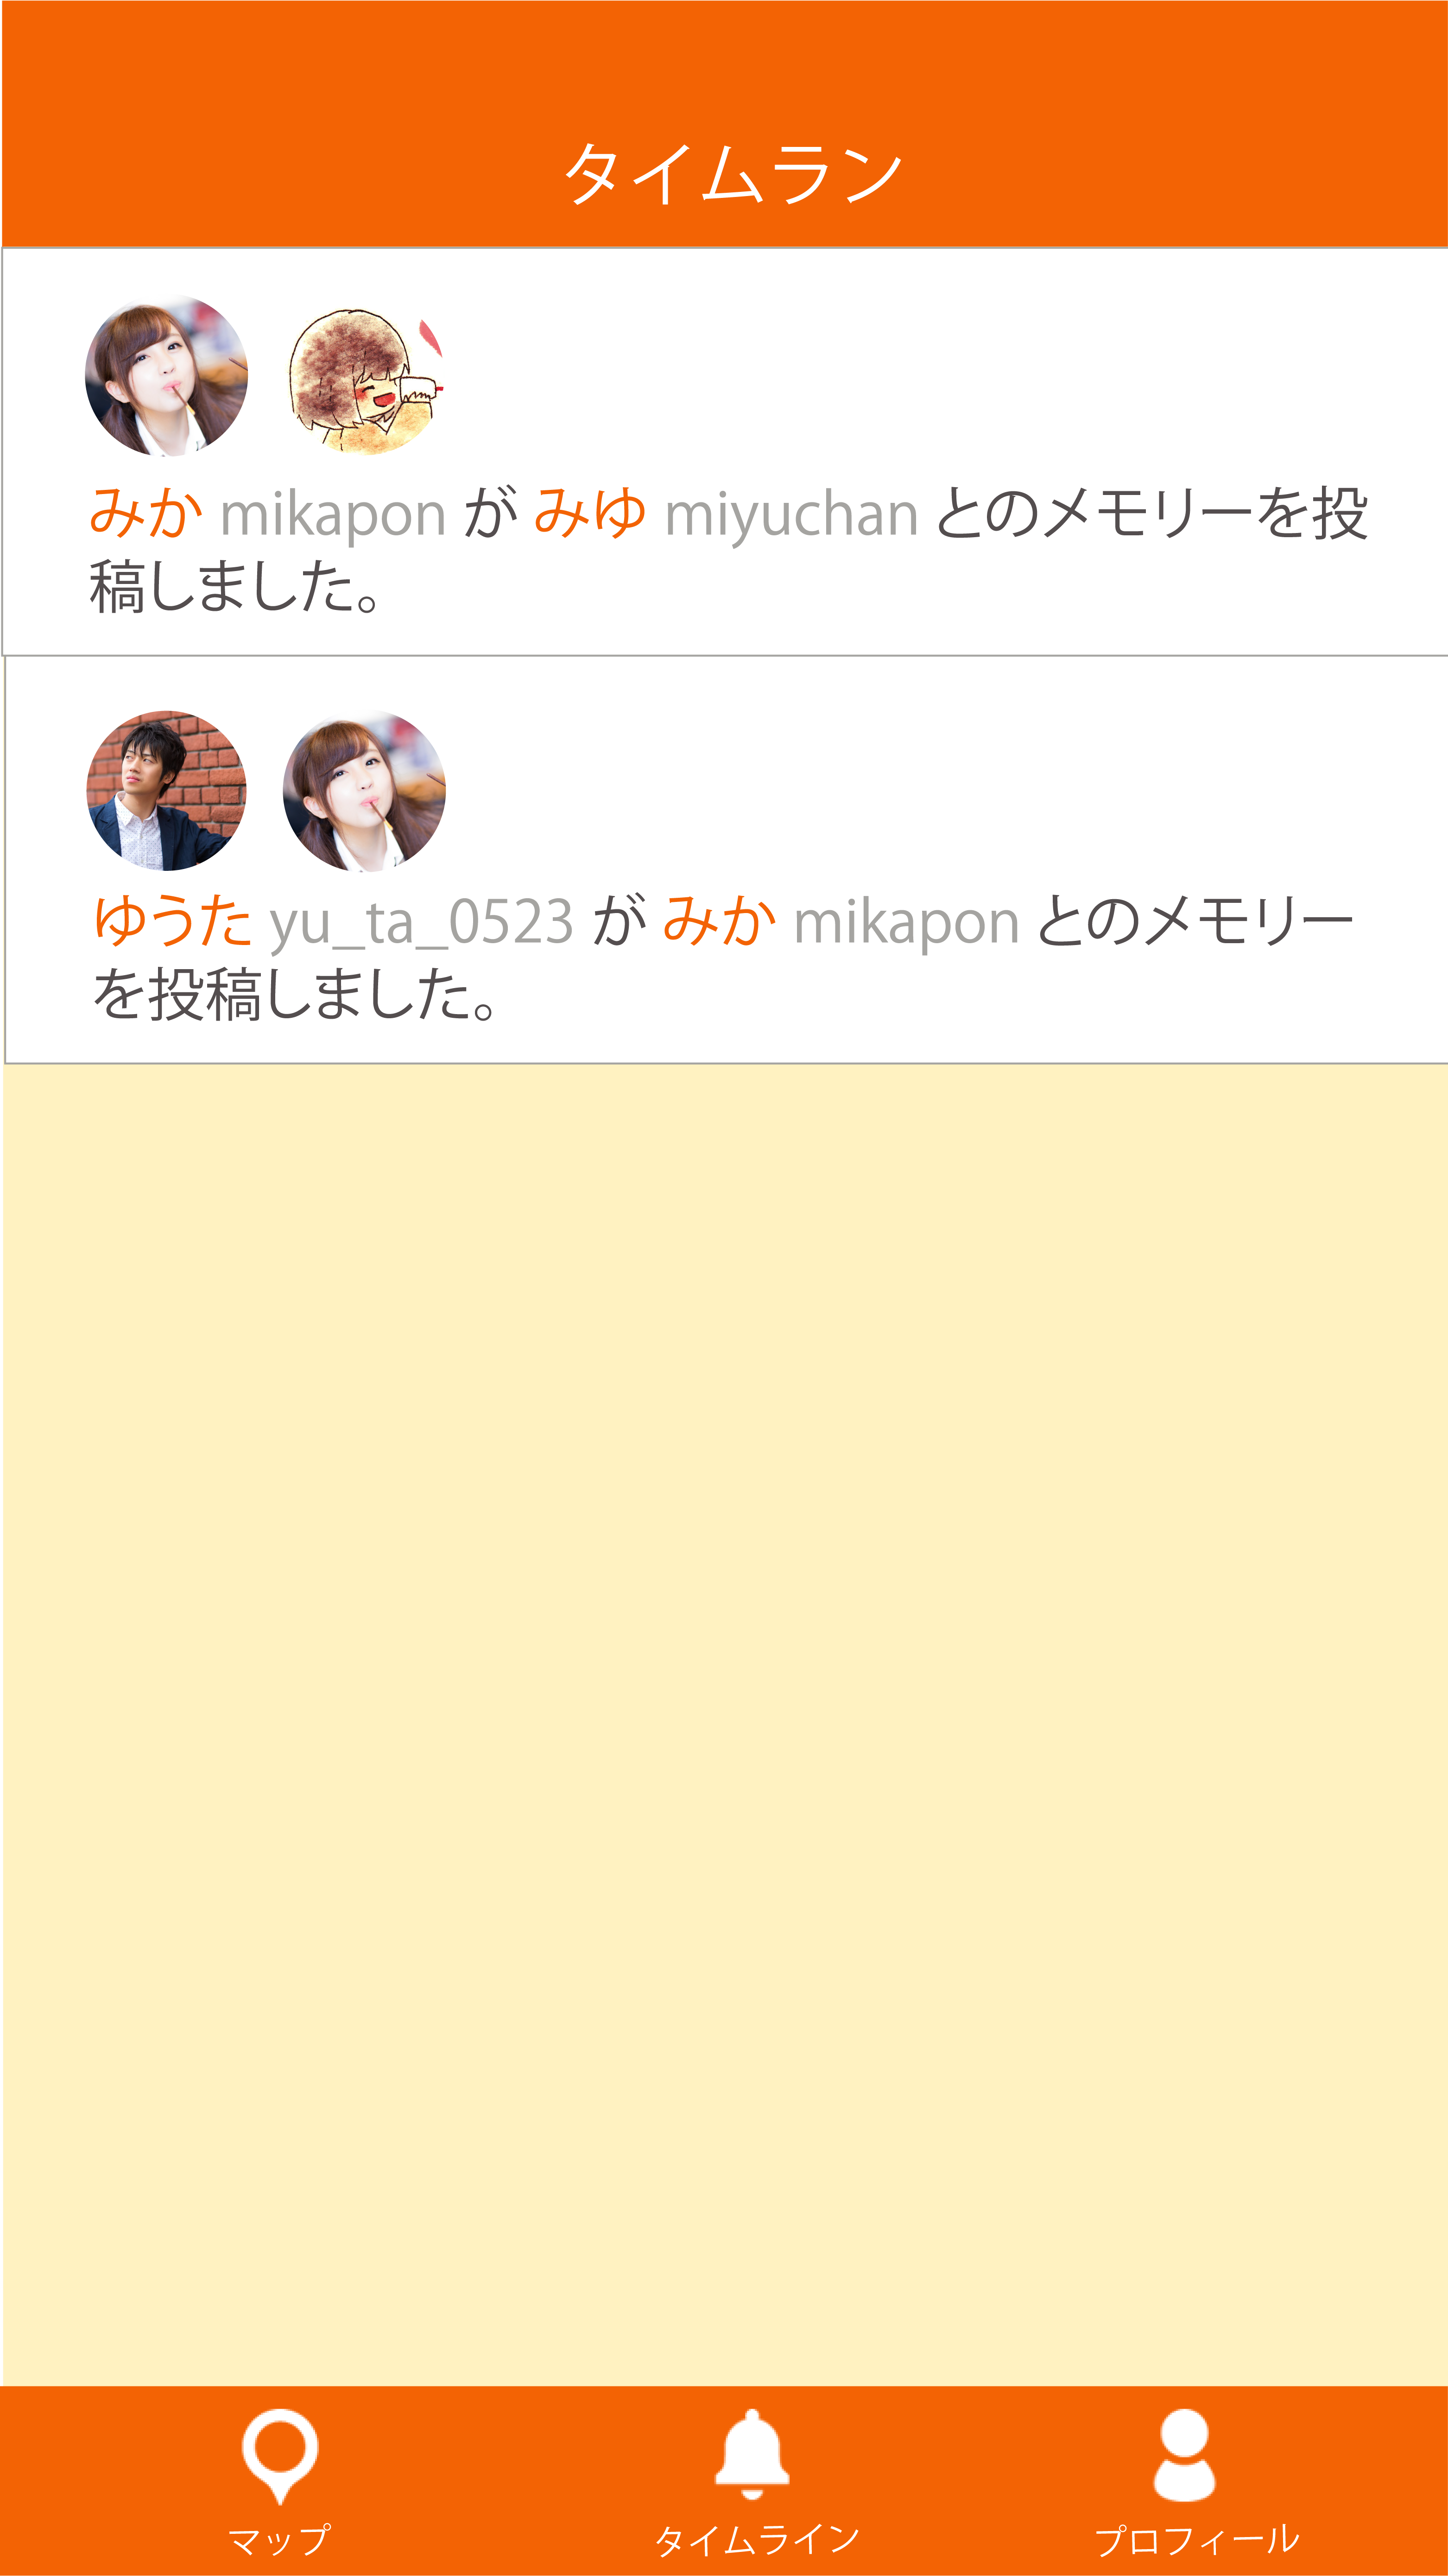 タイムラン
みか mikapon が みゆ miyuchan とのメモリーを投
稿しました。
ゆうた yu_ta_0523 が みか mikapon とのメモリー
を投稿しました。
マップ
タイムライン
プロフィール